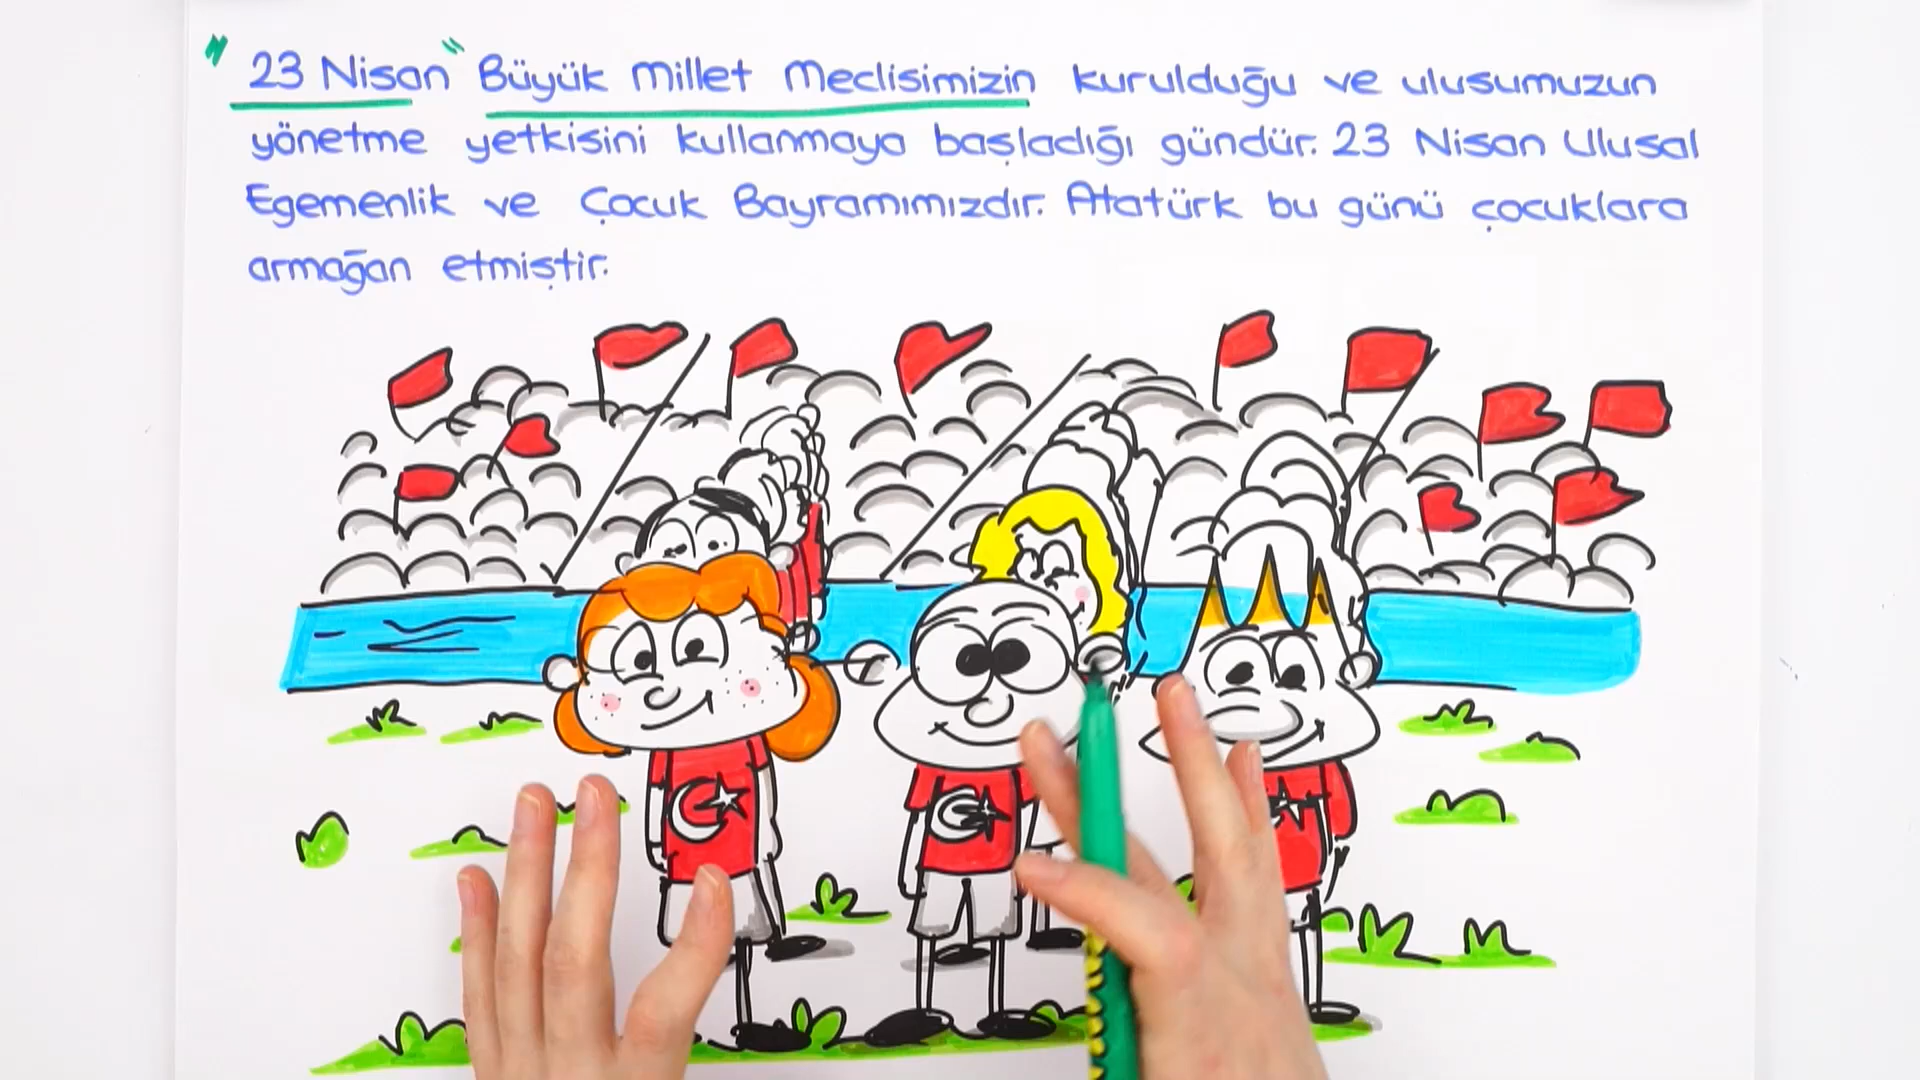 "23 Nisan" Büyük Millet Meclisimizin kurulduğu ve ulusumuzun
yönetme yetkisini kullanmaya başladığı gündür. 23 Nisan Ulusal
Egemenlik ve Çocuk Bayramımızdır. Atatürk bu günü çocuklara
armağan etmiştir.